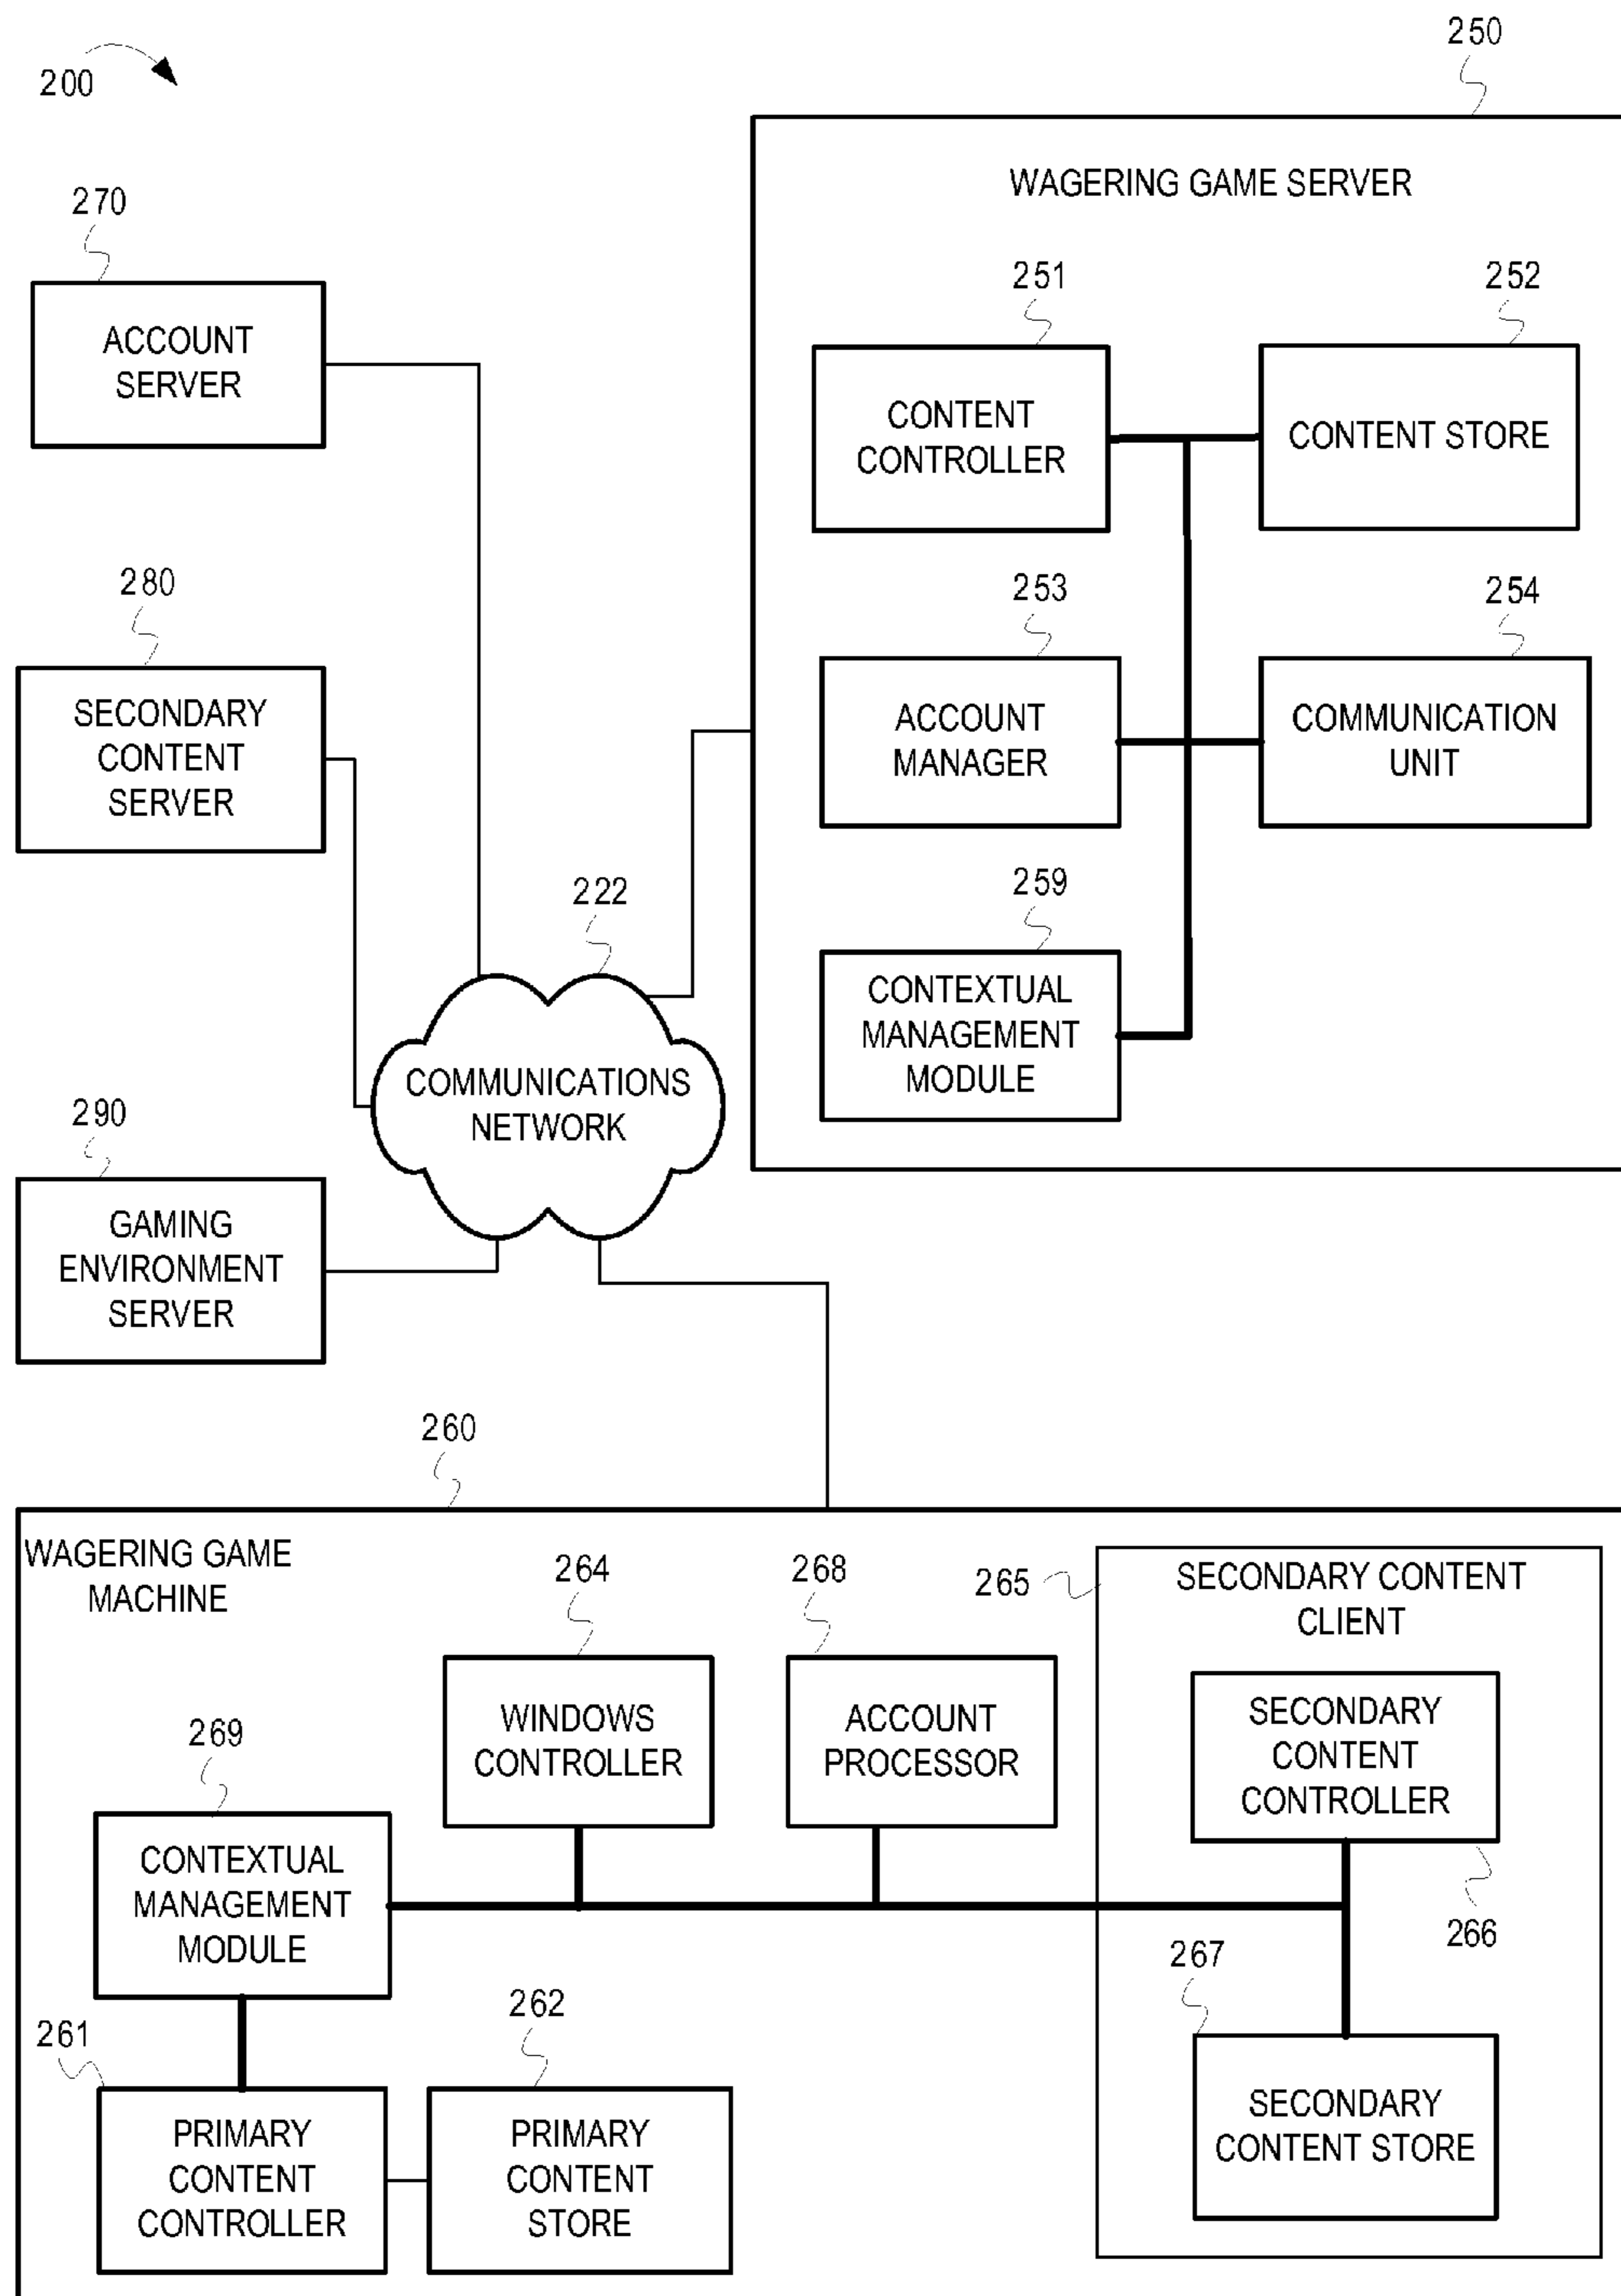 200
250
WAGERING GAME SERVER
270
ACCOUNT
SERVER
251
CONTENT
CONTROLLER
252
CONTENT STORE
280
SECONDARY
CONTENT
SERVER
253
ACCOUNT
MANAGER
254
COMMUNICATION
UNIT
222
COMMUNICATIONS
NETWORK
259
CONTEXTUAL
MANAGEMENT
MODULE
290
GAMING
ENVIRONMENT
SERVER
260
WAGERING GAME
MACHINE
264
WINDOWS
CONTROLLER
268
ACCOUNT
PROCESSOR
265
SECONDARY CONTENT
CLIENT
SECONDARY
CONTENT
CONTROLLER
266
269
CONTEXTUAL
MANAGEMENT
MODULE
267
SECONDARY
CONTENT STORE
261
PRIMARY
CONTENT
CONTROLLER
262
PRIMARY
CONTENT
STORE